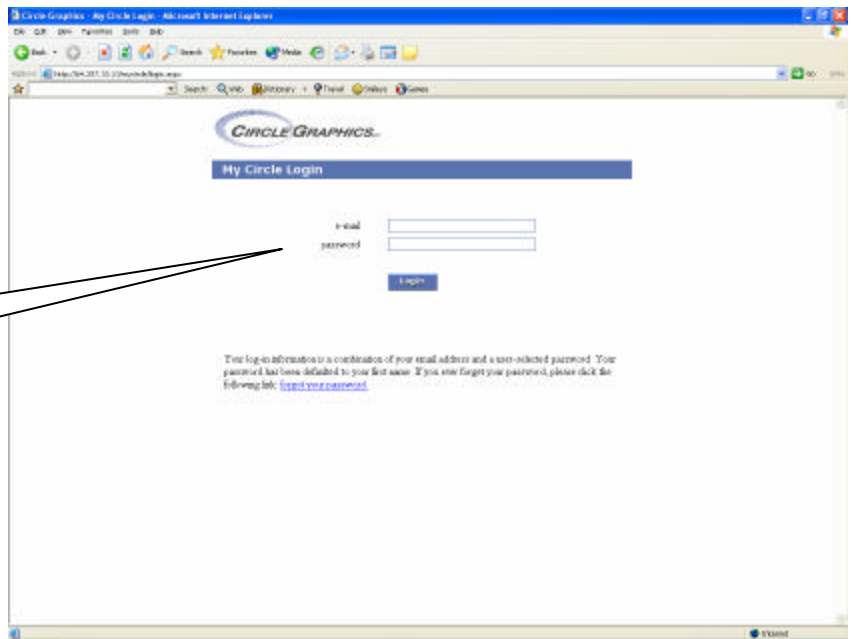 Circle Graphics - My Circle Login - Microsoft Internet Explorer
Back Search Favorites Media
Search Web Dictionary Travel Games
CIRCLE GRAPHICS
My Circle Login
e-mail
password
Login
Your log-in information is a combination of your email address and a user-selected password. Your
password has been defaulted to your first name. If you ever forget your password, please click the
following link: forgot your password.
Internet